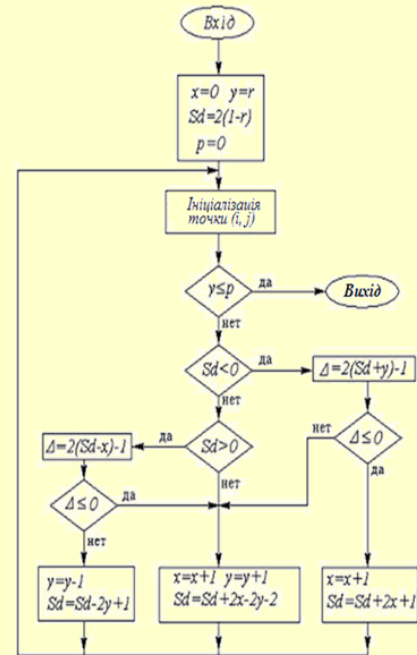 Вхід
x=0 y=r
Sd=2(1-r)
p=0
Ініціалізація
точки (i, j)
y≤p
да
Вихід
нет
Sd<0
да
Δ=2(Sd+y)-1
нет
Δ=2(Sd-x)-1
да
Sd>0
нет
Δ≤0
Δ≤0
да
нет
да
нет
y=y-1
Sd=Sd-2y+1
x=x+1 y=y+1
Sd=Sd+2x-2y-2
x=x+1
Sd=Sd+2x+1